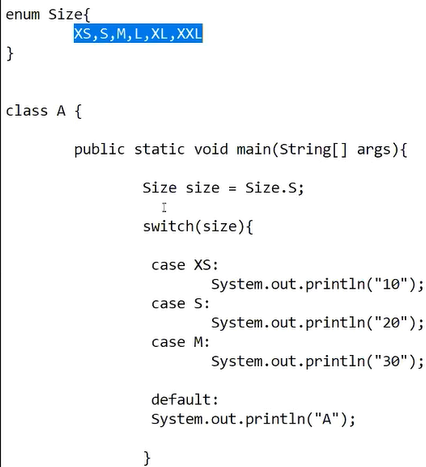 enum Size{
XS,S,M,L,XL,XXL
}
class A {
public static void main(String[] args){
Size size = Size.S;
switch(size){
case XS:
System.out.println("10");
case S:
System.out.println("20");
case M:
System.out.println("30");
default:
System.out.println("A");
}